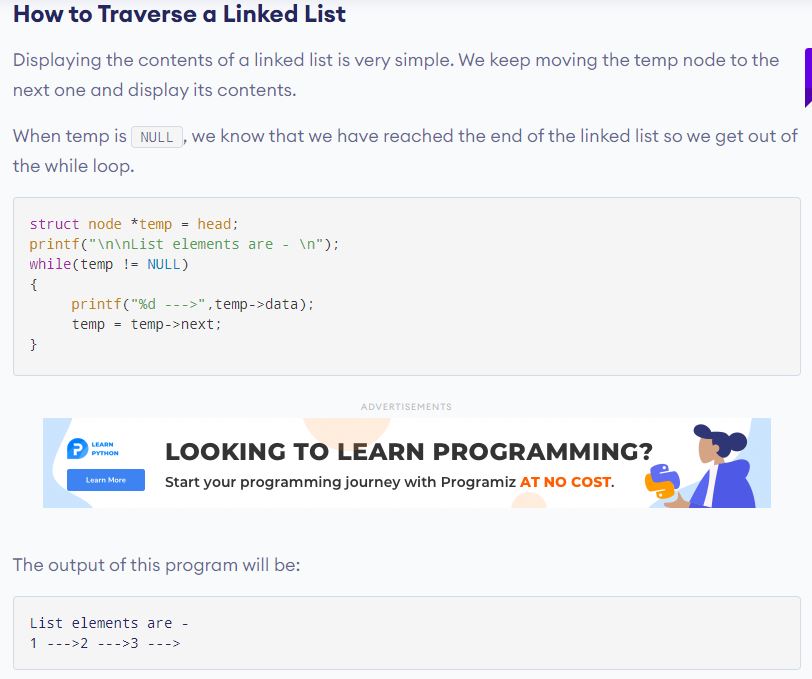 How to Traverse a Linked List
Displaying the contents of a linked list is very simple. We keep moving the temp node to the
next one and display its contents.
When temp is NULL, we know that we have reached the end of the linked list so we get out of
the while loop.
struct node *temp = head;
printf("\n\nList elements are - \n");
while(temp != NULL)
{
     printf("%d --->",temp->data);
     temp = temp->next;
}
ADVERTISEMENTS
LEARN
PYTHON
Learn More
LOOKING TO LEARN PROGRAMMING?
Start your programming journey with Programiz AT NO COST.
The output of this program will be:
List elements are -
1 --->2 --->3 --->